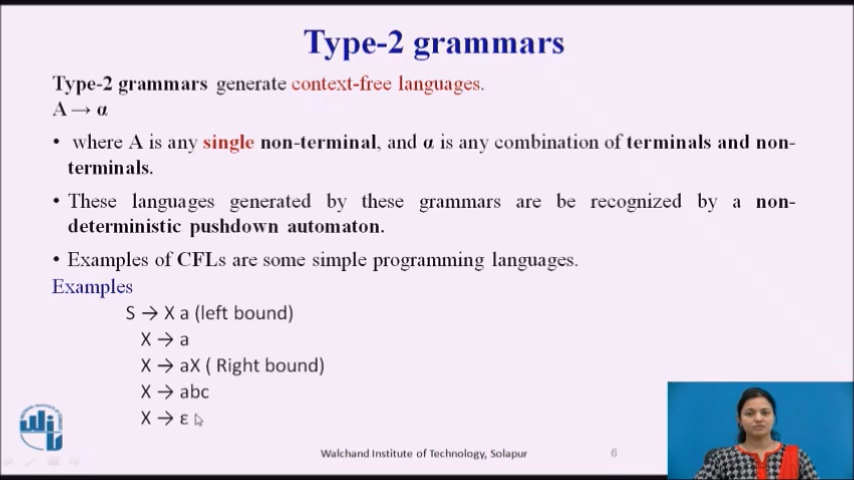 Type-2 grammars
Type-2 grammars generate context-free languages.
A → α
• where A is any single non-terminal, and α is any combination of terminals and non-
terminals.
• These languages generated by these grammars are be recognized by a non-
deterministic pushdown automaton.
• Examples of CFLs are some simple programming languages.
Examples
S → X a (left bound)
X → a
X → aX ( Right bound)
X → abc
X → ε
Walchand Institute of Technology, Solapur
6